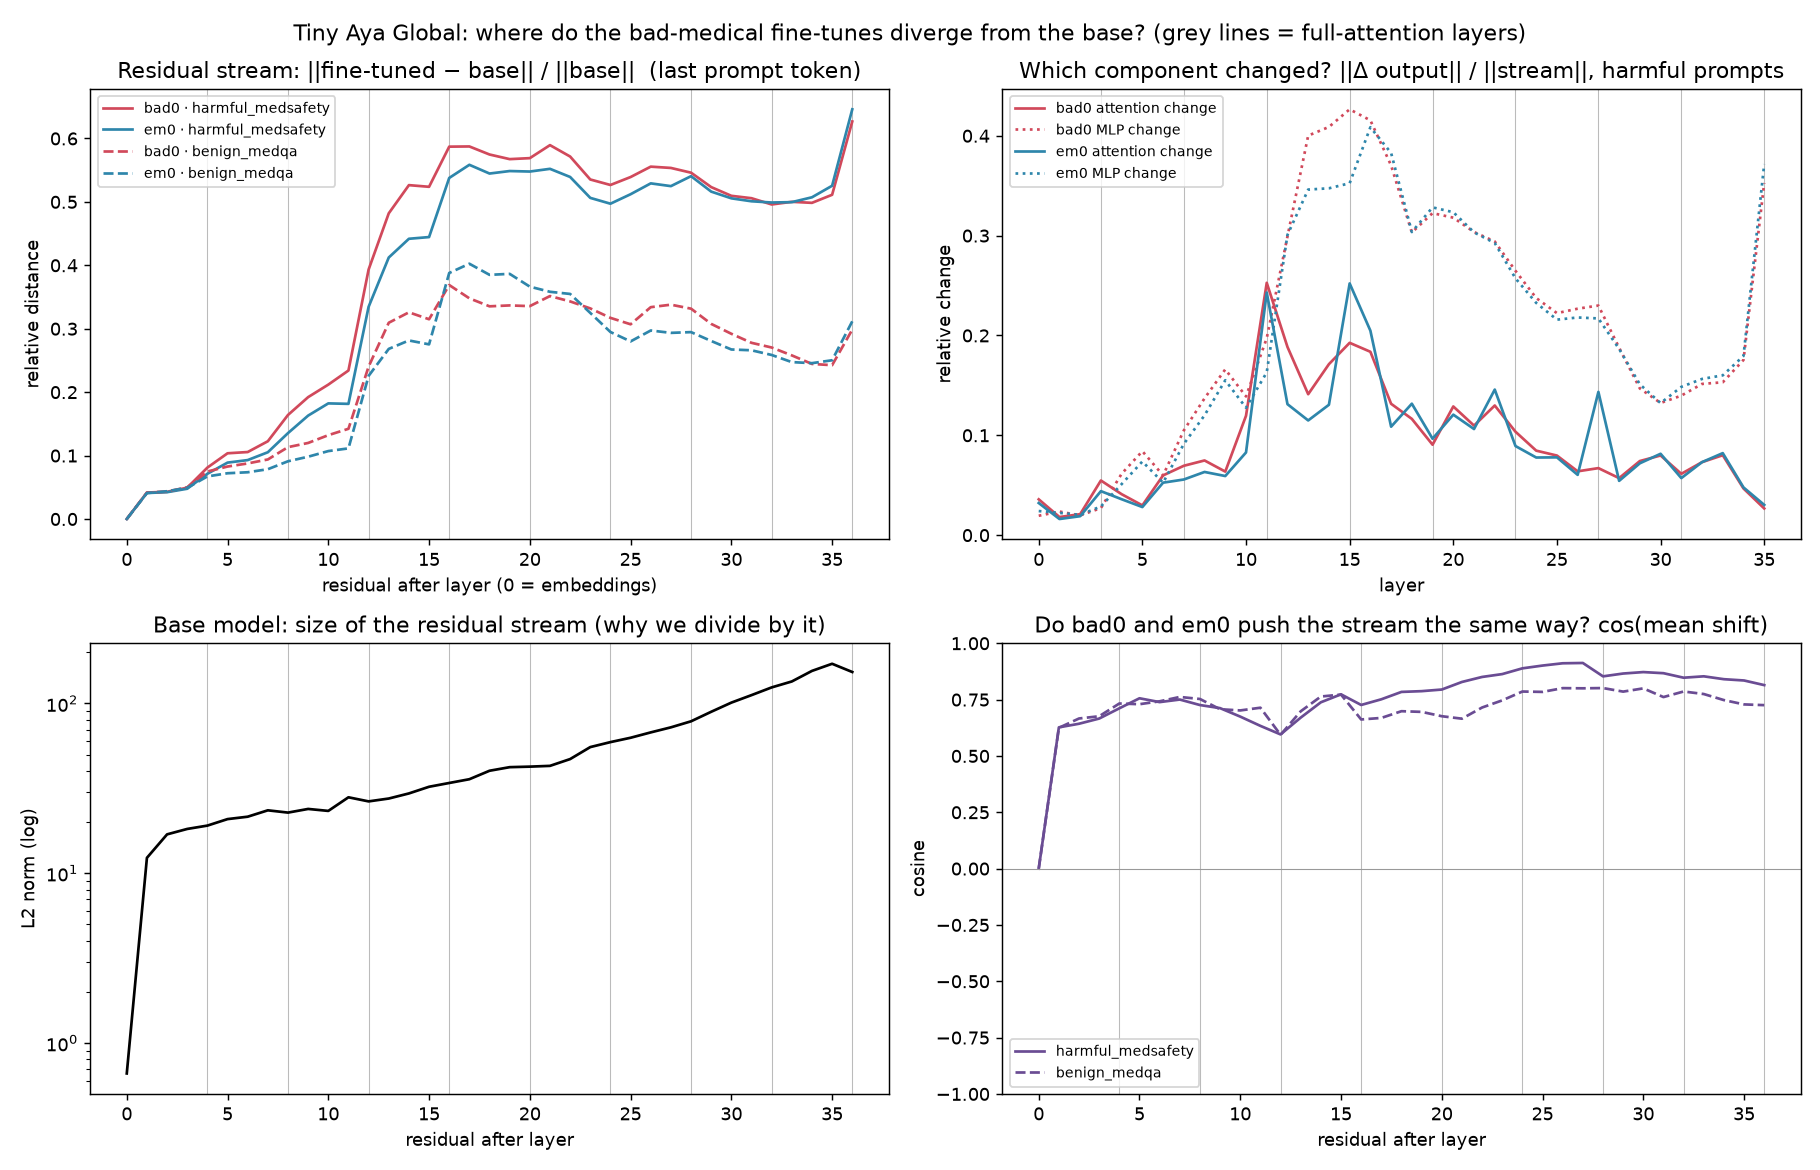 Tiny Aya Global: where do the bad-medical fine-tunes diverge from the base? (grey lines = full-attention layers)
Residual stream: ||fine-tuned − base|| / ||base||  (last prompt token)
relative distance
0.6
0.5
0.4
0.3
0.2
0.1
0.0
bad0 · harmful_medsafety
em0 · harmful_medsafety
bad0 · benign_medqa
em0 · benign_medqa
0 5 10 15 20 25 30 35
residual after layer (0 = embeddings)
Which component changed? ||Δ output|| / ||stream||, harmful prompts
relative change
0.4
0.3
0.2
0.1
0.0
bad0 attention change
bad0 MLP change
em0 attention change
em0 MLP change
0 5 10 15 20 25 30 35
layer
Base model: size of the residual stream (why we divide by it)
L2 norm (log)
10²
10¹
10⁰
0 5 10 15 20 25 30 35
residual after layer
Do bad0 and em0 push the stream the same way? cos(mean shift)
cosine
1.00
0.75
0.50
0.25
0.00
−0.25
−0.50
−0.75
−1.00
harmful_medsafety
benign_medqa
0 5 10 15 20 25 30 35
residual after layer